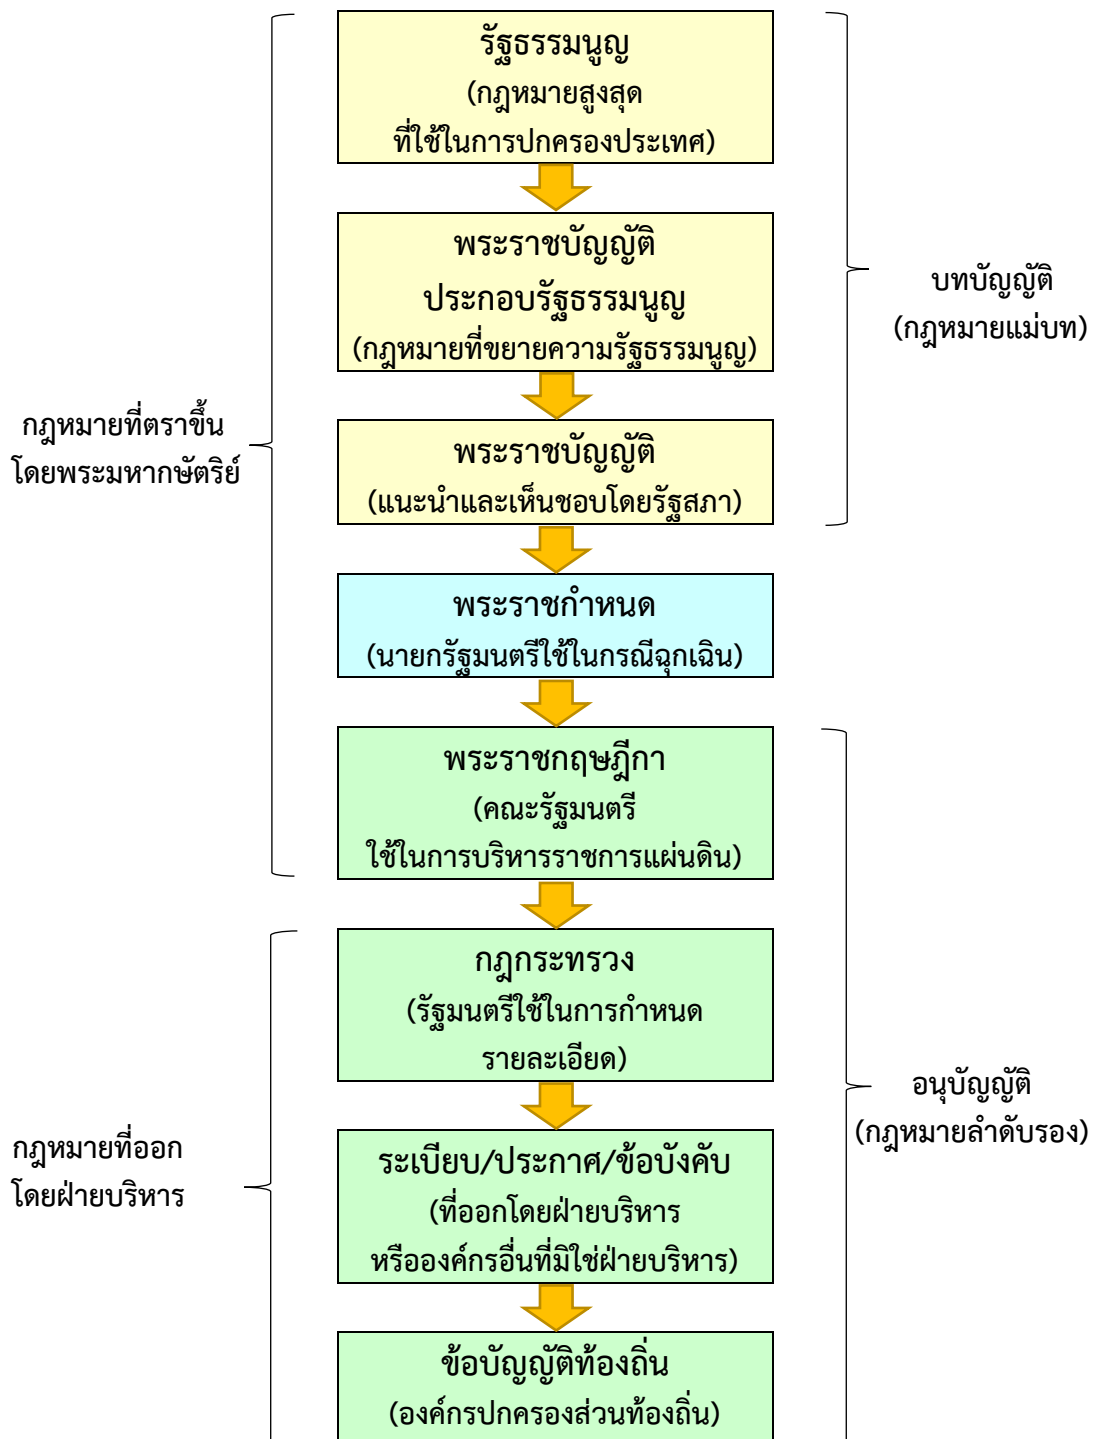 รัฐธรรมนูญ
(กฎหมายสูงสุด
ที่ใช้ในการปกครองประเทศ)
พระราชบัญญัติ
ประกอบรัฐธรรมนูญ
(กฎหมายที่ขยายความรัฐธรรมนูญ)
บทบัญญัติ
(กฎหมายแม่บท)
กฎหมายที่ตราขึ้น
โดยพระมหากษัตริย์
พระราชบัญญัติ
(แนะนำและเห็นชอบโดยรัฐสภา)
พระราชกำหนด
(นายกรัฐมนตรีใช้ในกรณีฉุกเฉิน)
พระราชกฤษฎีกา
(คณะรัฐมนตรี
ใช้ในการบริหารราชการแผ่นดิน)
กฎกระทรวง
(รัฐมนตรีใช้ในการกำหนด
รายละเอียด)
อนุบัญญัติ
(กฎหมายลำดับรอง)
กฎหมายที่ออก
โดยฝ่ายบริหาร
ระเบียบ/ประกาศ/ข้อบังคับ
(ที่ออกโดยฝ่ายบริหาร
หรือองค์กรอื่นที่มิใช่ฝ่ายบริหาร)
ข้อบัญญัติท้องถิ่น
(องค์กรปกครองส่วนท้องถิ่น)